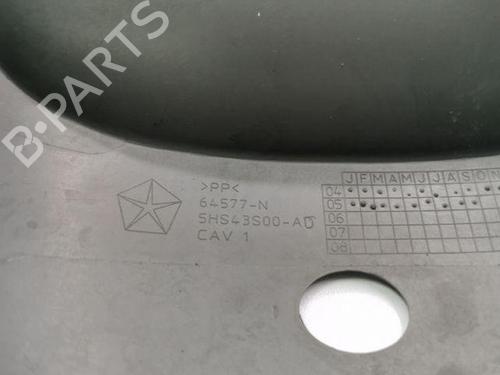 B-PARTS
>PP<
64577-N
5HS43S00-AD
CAV 1
J F M A M J J A S O N
04
05
06
07
08